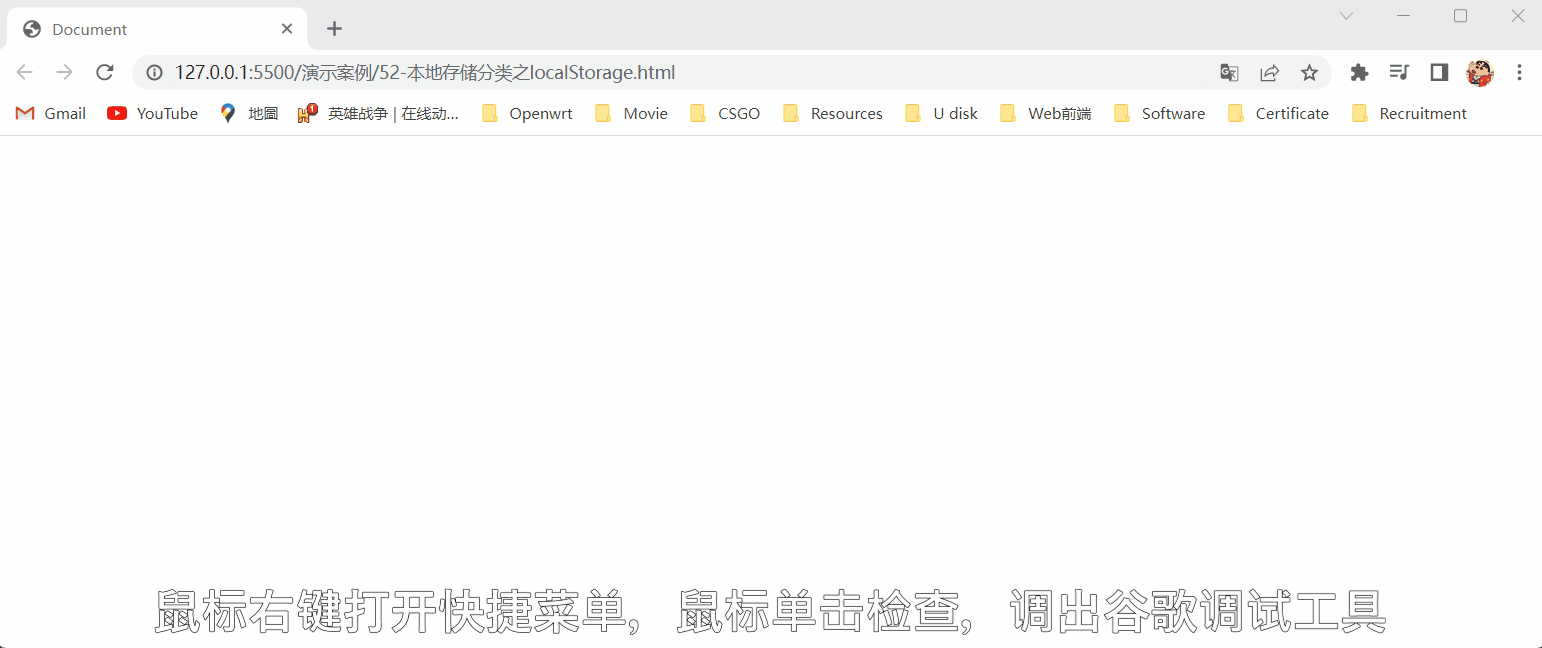 Document
127.0.0.1:5500/演示案例/52-本地存储分类之localStorage.html
Gmail YouTube 地圖 英雄战争 | 在线动... Openwrt Movie CSGO Resources U disk Web前端 Software Certificate Recruitment
鼠标右键打开快捷菜单, 鼠标单击检查, 调出谷歌调试工具